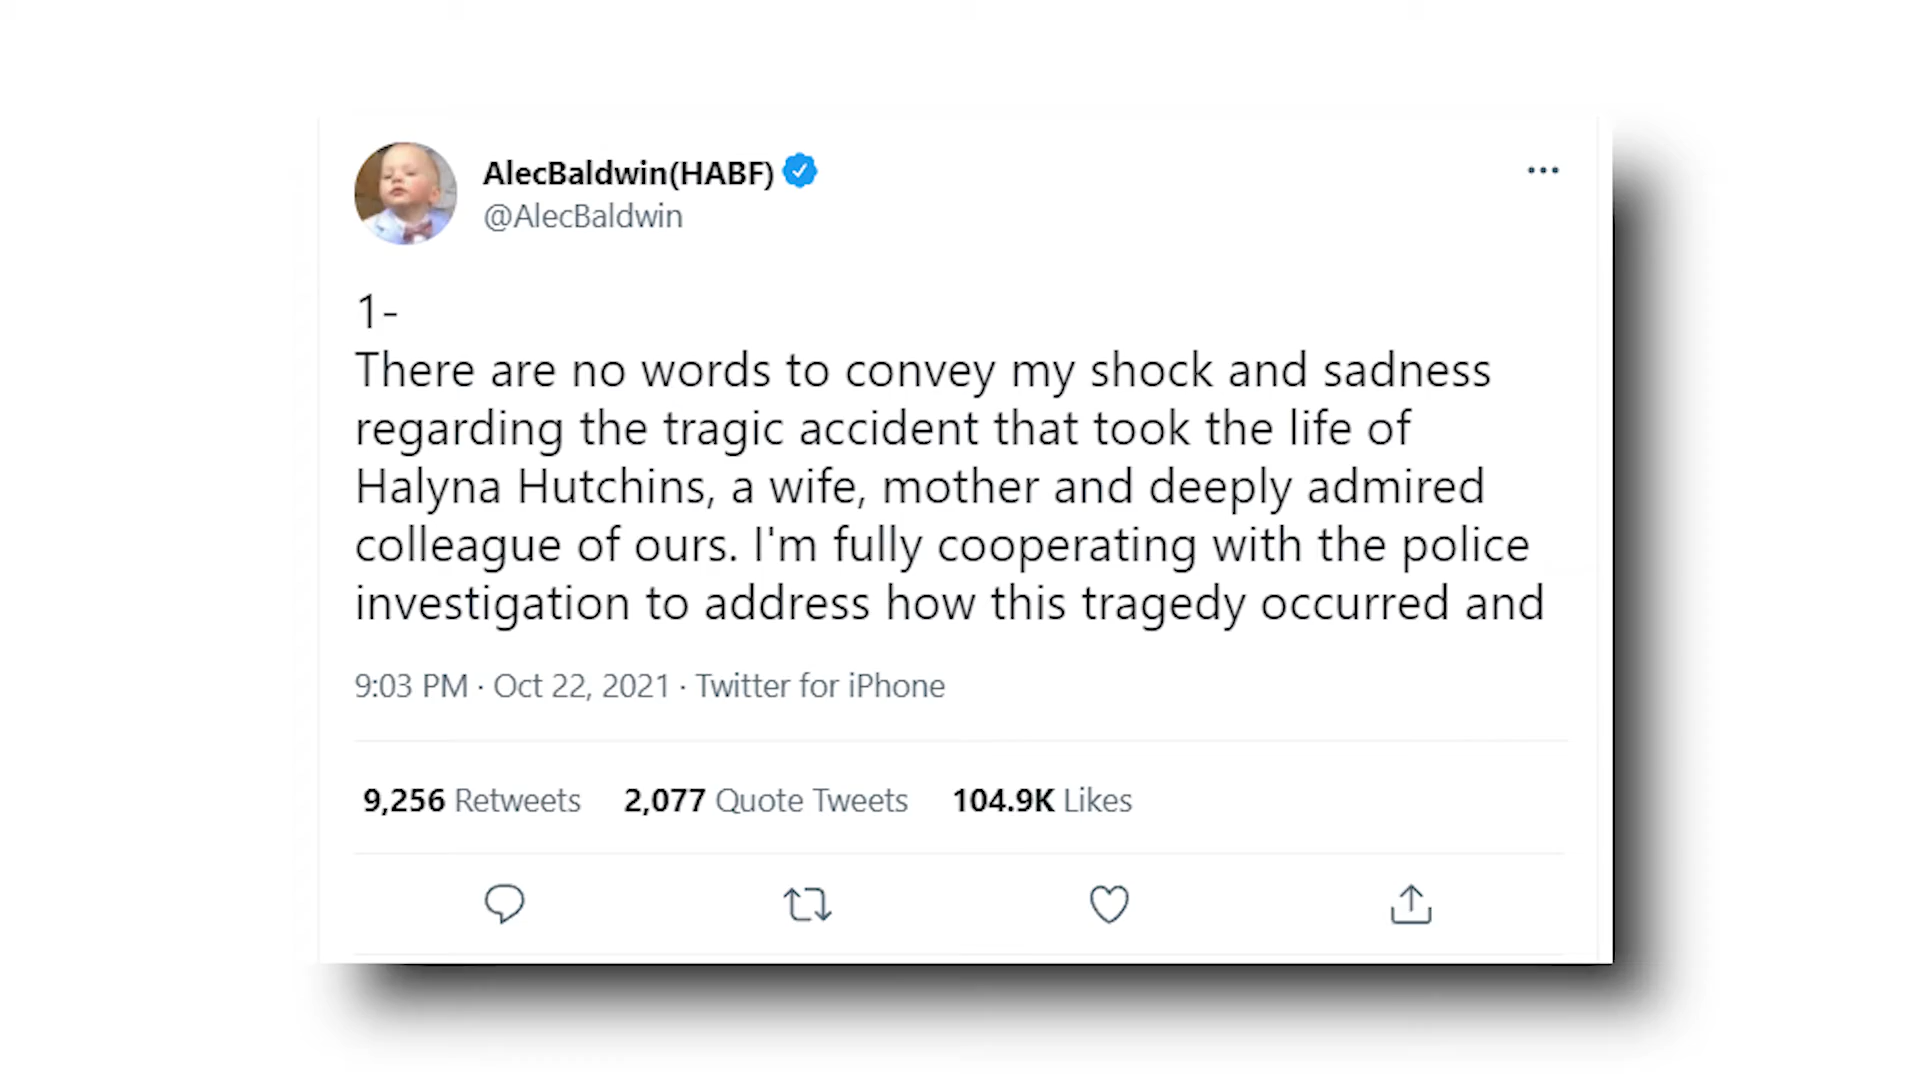 AlecBaldwin(HABF)
@AlecBaldwin
1-
There are no words to convey my shock and sadness
regarding the tragic accident that took the life of
Halyna Hutchins, a wife, mother and deeply admired
colleague of ours. I'm fully cooperating with the police
investigation to address how this tragedy occurred and
9:03 PM · Oct 22, 2021 · Twitter for iPhone
9,256 Retweets 2,077 Quote Tweets 104.9K Likes